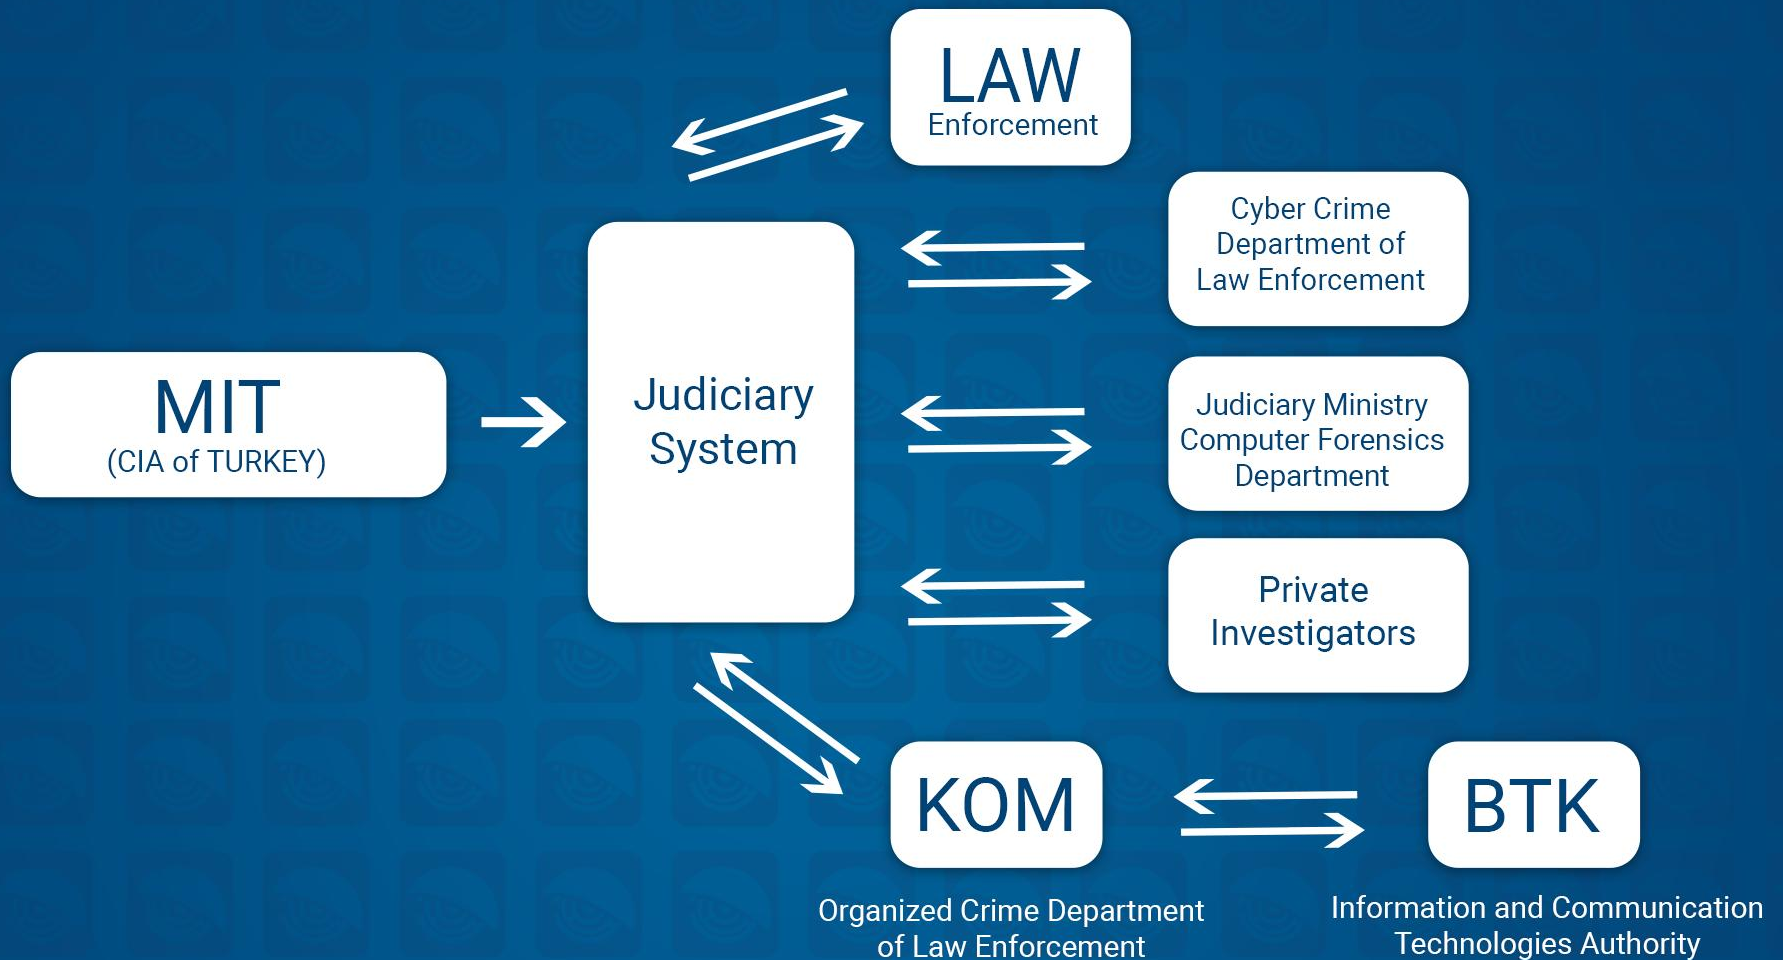 LAW
Enforcement
Cyber Crime
Department of
Law Enforcement
MIT
(CIA of TURKEY)
Judiciary
System
Judiciary Ministry
Computer Forensics
Department
Private
Investigators
KOM
BTK
Organized Crime Department
of Law Enforcement
Information and Communication
Technologies Authority